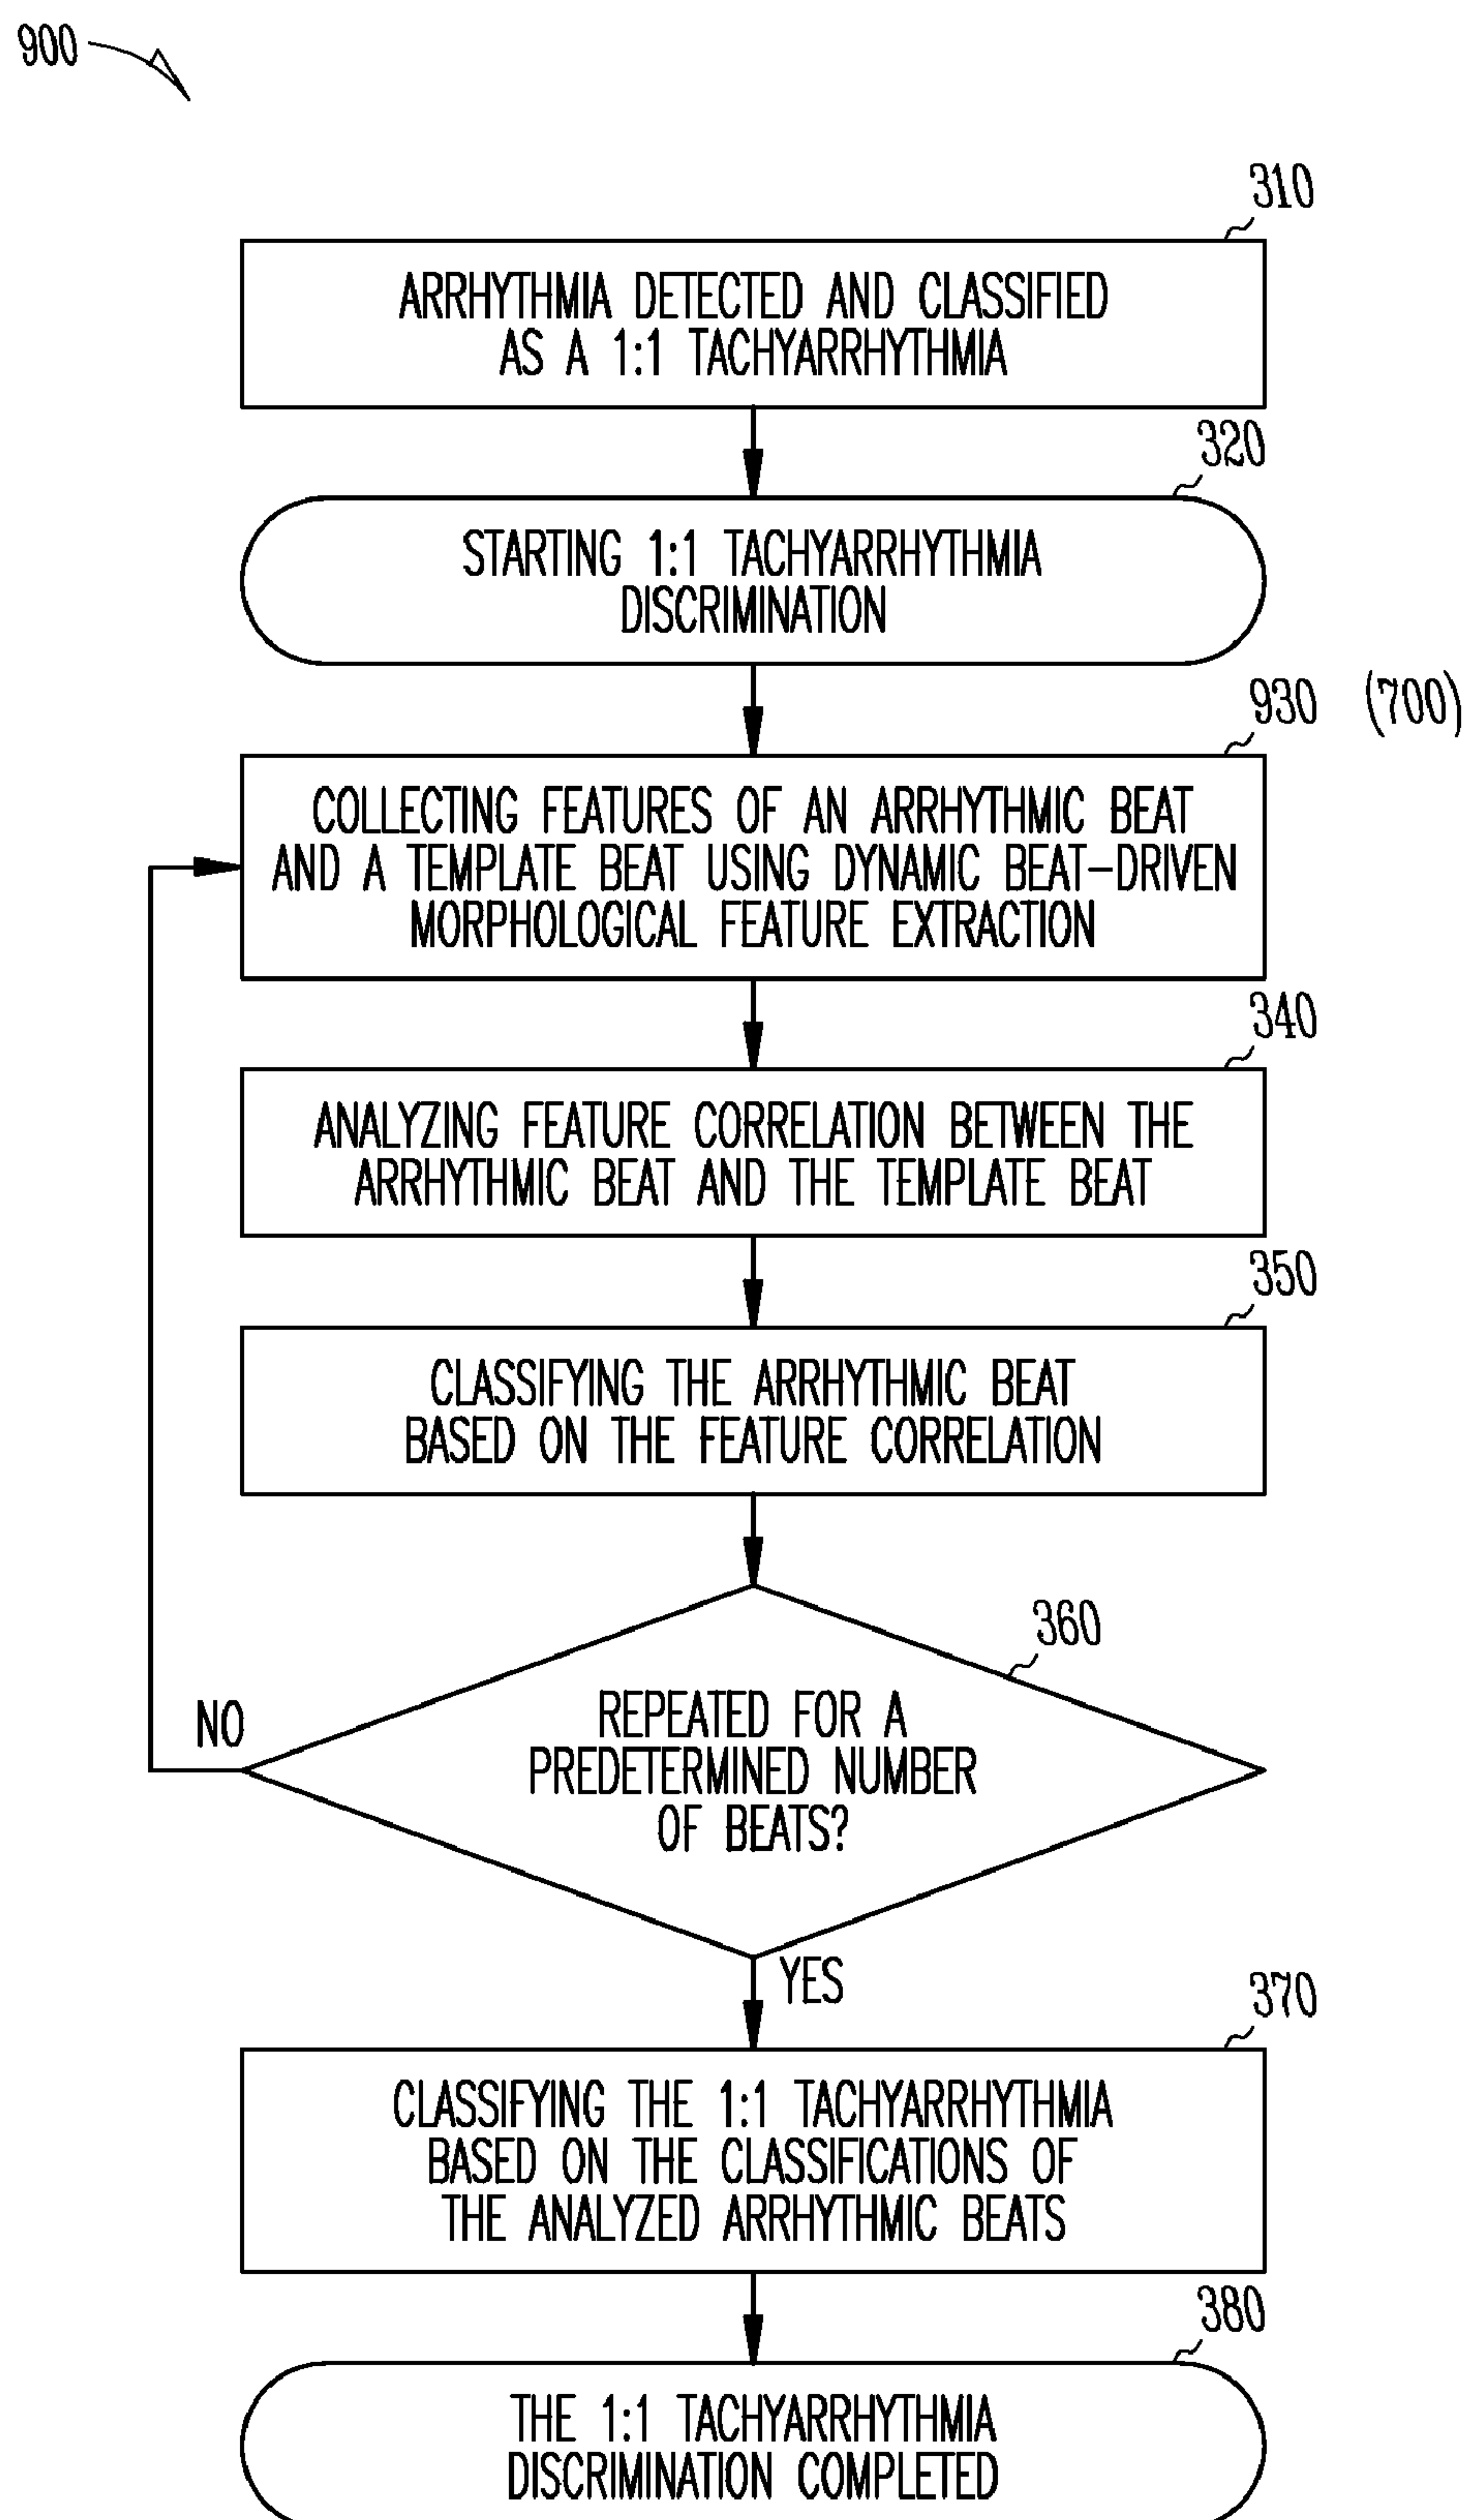 900
310
ARRHYTHMIA DETECTED AND CLASSIFIED
AS A 1:1 TACHYARRHYTHMIA
320
STARTING 1:1 TACHYARRHYTHMIA
DISCRIMINATION
930 (700)
COLLECTING FEATURES OF AN ARRHYTHMIC BEAT
AND A TEMPLATE BEAT USING DYNAMIC BEAT-DRIVEN
MORPHOLOGICAL FEATURE EXTRACTION
340
ANALYZING FEATURE CORRELATION BETWEEN THE
ARRHYTHMIC BEAT AND THE TEMPLATE BEAT
350
CLASSIFYING THE ARRHYTHMIC BEAT
BASED ON THE FEATURE CORRELATION
360
NO
REPEATED FOR A
PREDETERMINED NUMBER
OF BEATS?
YES
370
CLASSIFYING THE 1:1 TACHYARRHYTHMIA
BASED ON THE CLASSIFICATIONS OF
THE ANALYZED ARRHYTHMIC BEATS
380
THE 1:1 TACHYARRHYTHMIA
DISCRIMINATION COMPLETED